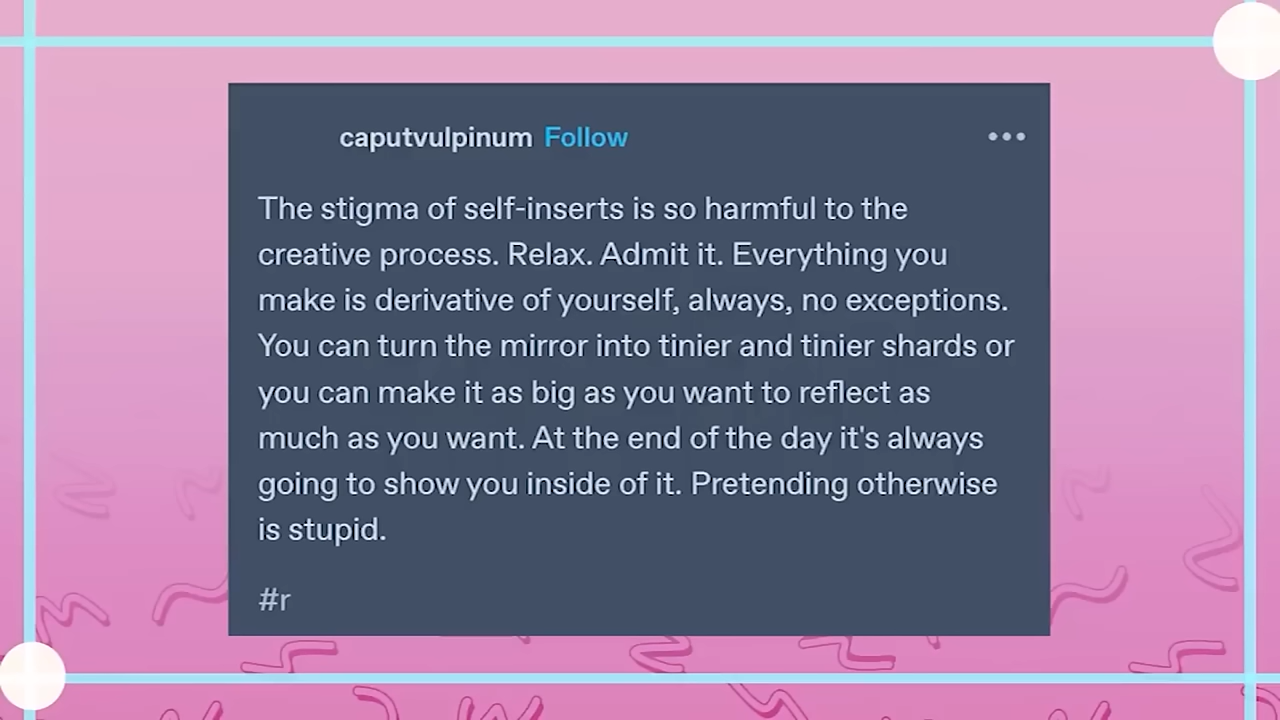 caputvulpinum Follow
The stigma of self-inserts is so harmful to the
creative process. Relax. Admit it. Everything you
make is derivative of yourself, always, no exceptions.
You can turn the mirror into tinier and tinier shards or
you can make it as big as you want to reflect as
much as you want. At the end of the day it's always
going to show you inside of it. Pretending otherwise
is stupid.
#r